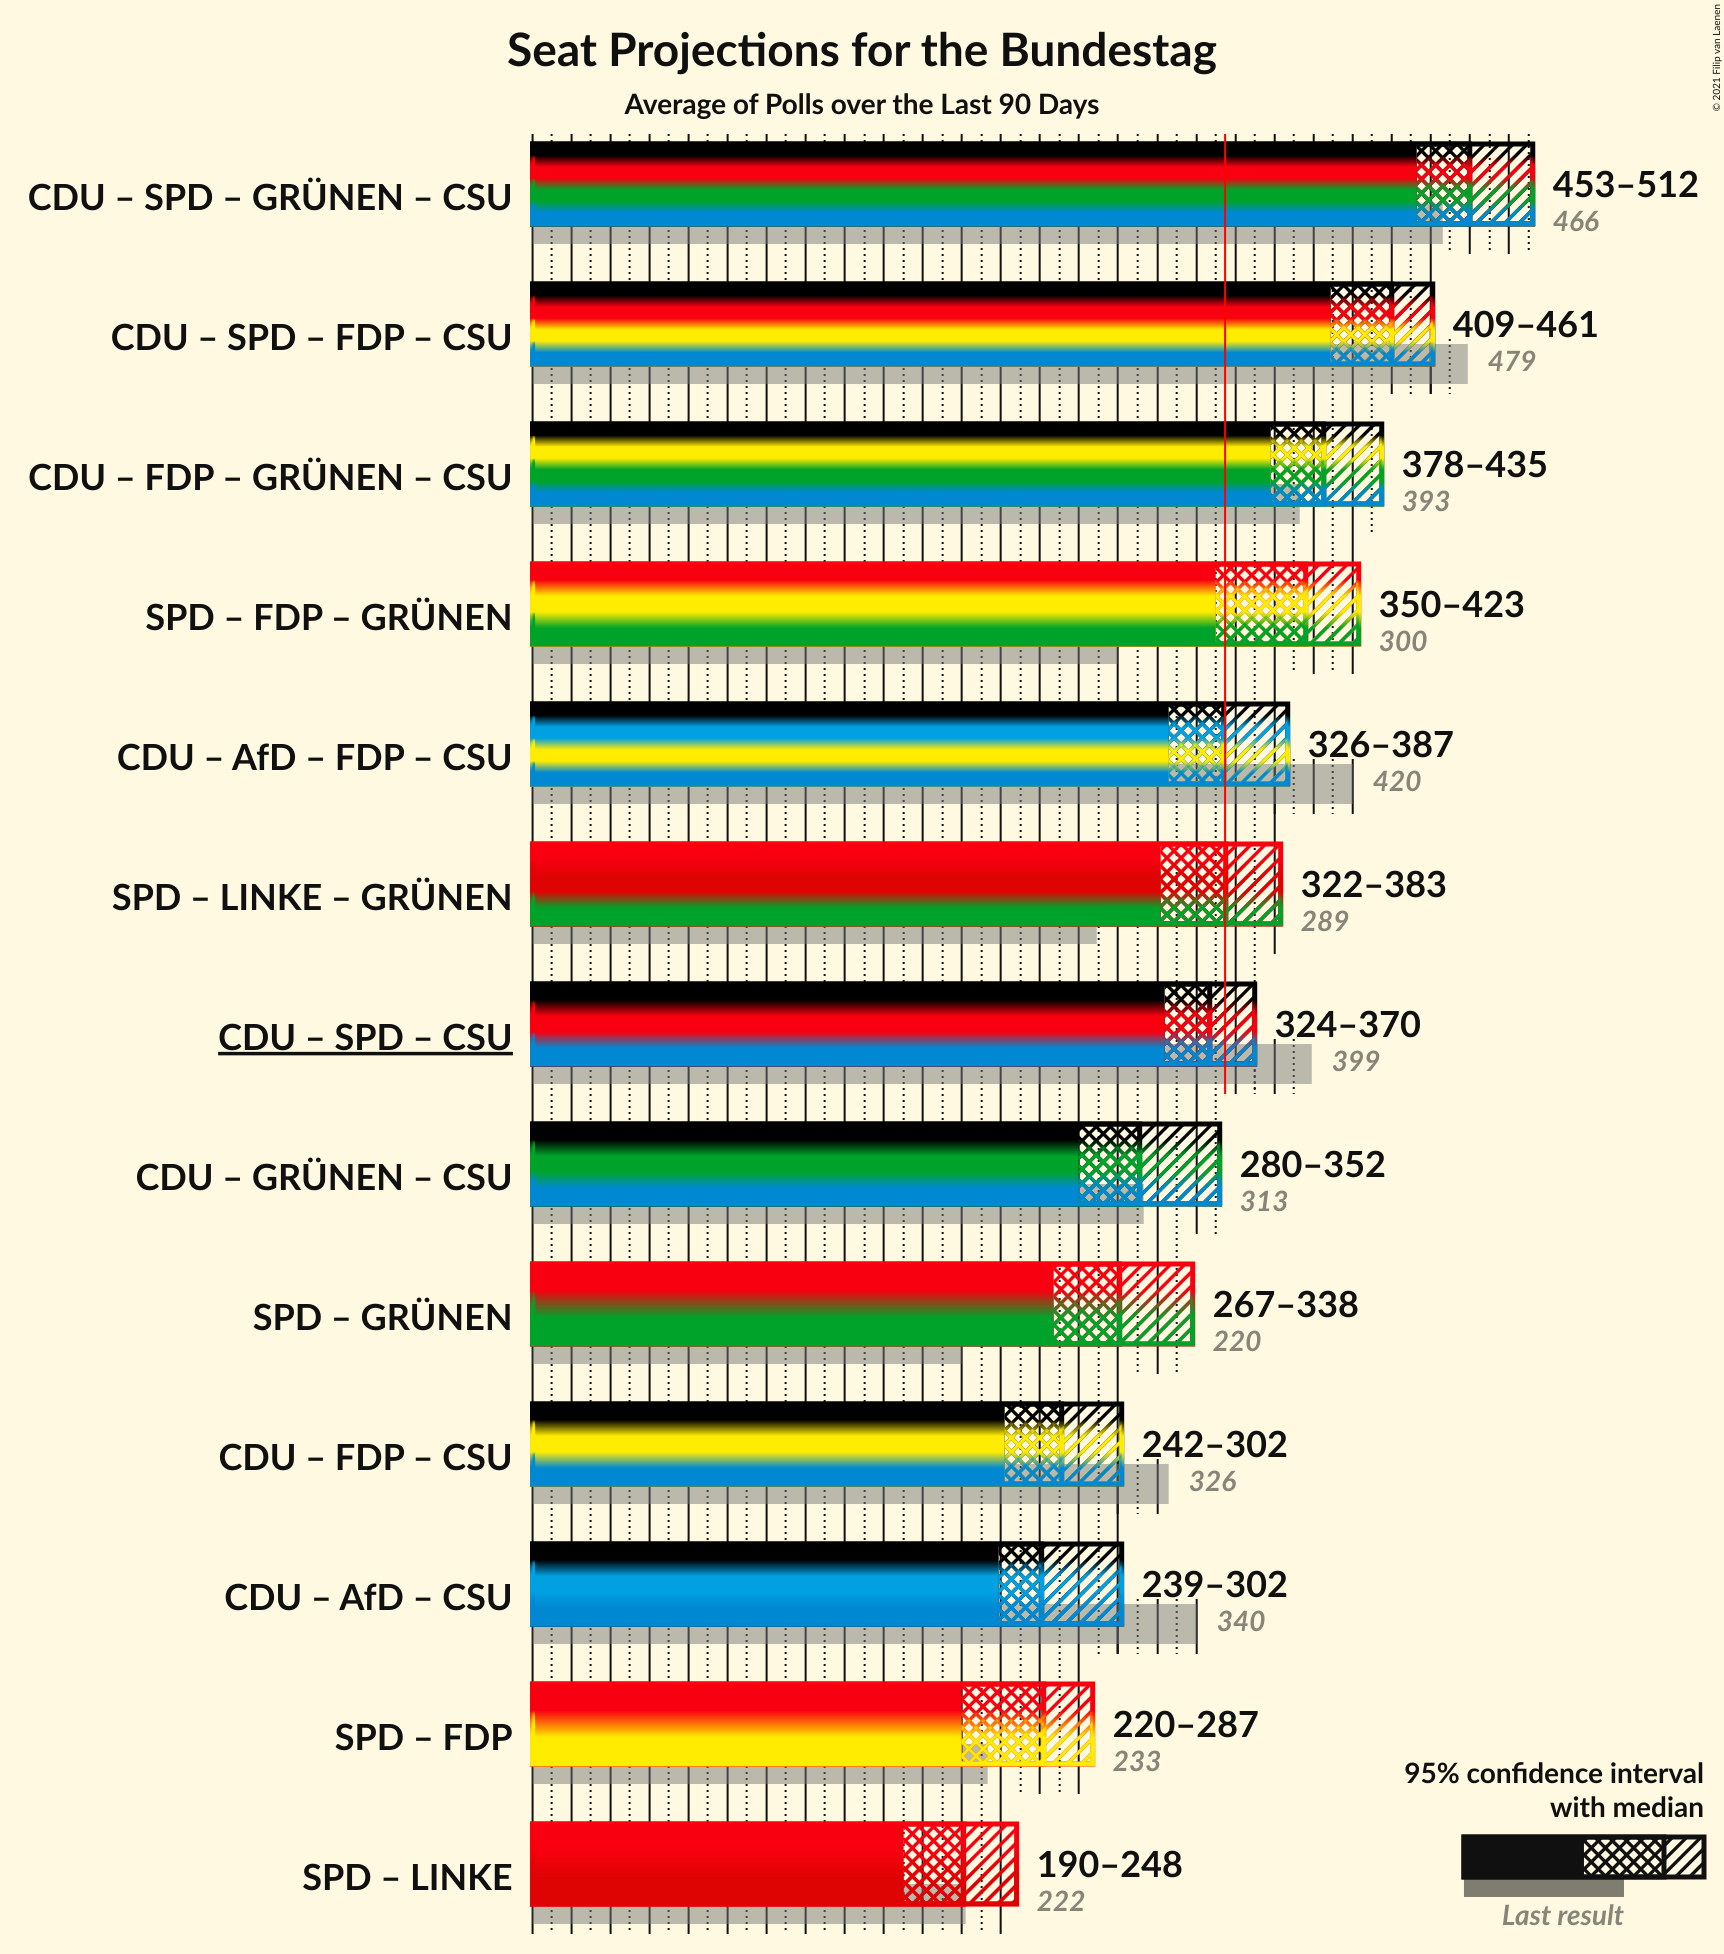 Seat Projections for the Bundestag
Average of Polls over the Last 90 Days
© 2021 Filip van Laenen
CDU – SPD – GRÜNEN – CSU
453–512
466
CDU – SPD – FDP – CSU
409–461
479
CDU – FDP – GRÜNEN – CSU
378–435
393
SPD – FDP – GRÜNEN
350–423
300
CDU – AfD – FDP – CSU
326–387
420
SPD – LINKE – GRÜNEN
322–383
289
CDU – SPD – CSU
324–370
399
CDU – GRÜNEN – CSU
280–352
313
SPD – GRÜNEN
267–338
220
CDU – FDP – CSU
242–302
326
CDU – AfD – CSU
239–302
340
SPD – FDP
220–287
233
SPD – LINKE
190–248
222
95% confidence interval
with median
Last result